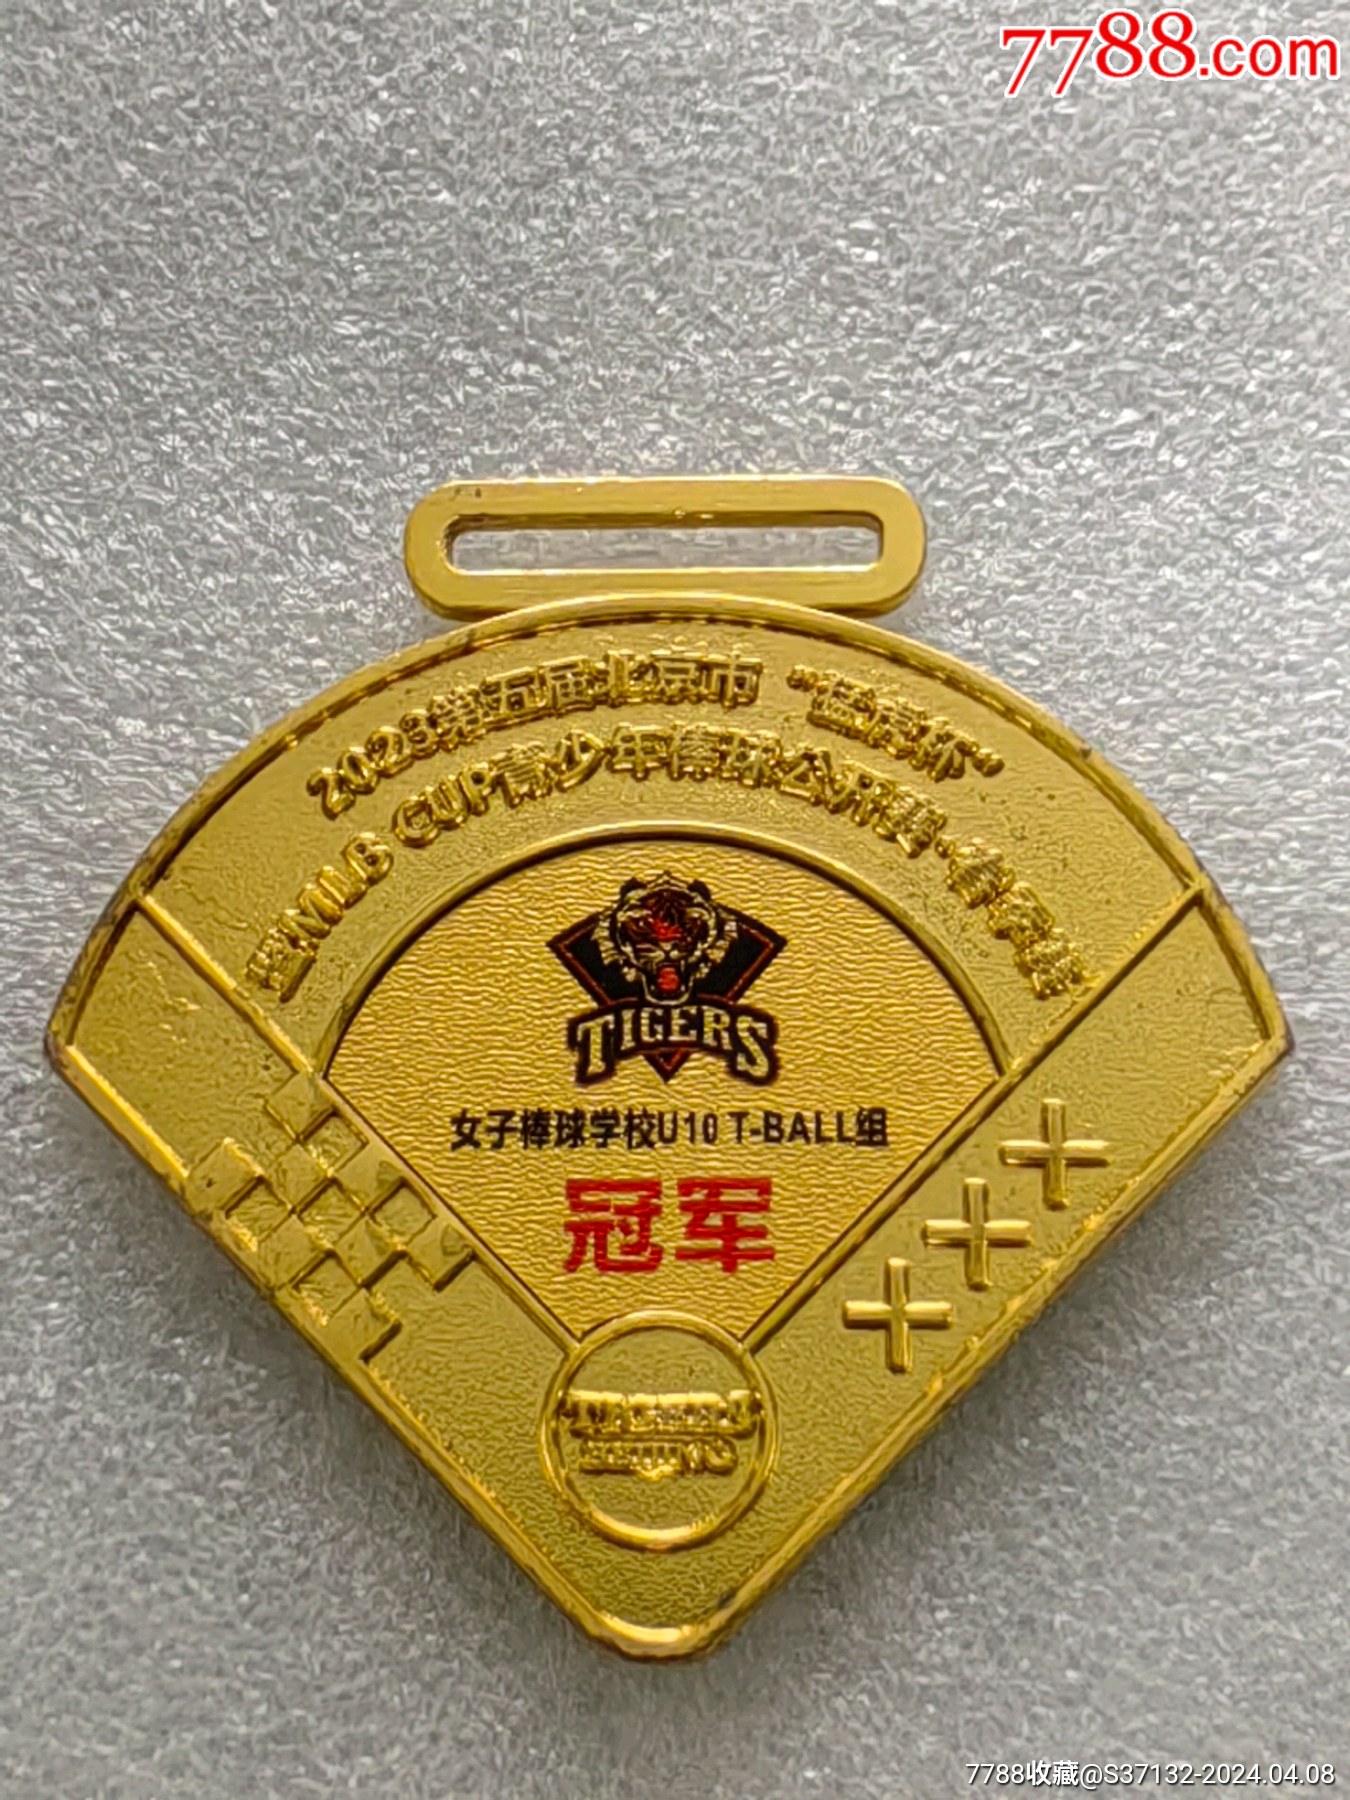 7788.com
2023第五届北京市“猛虎杯”
暨MLB CUP青少年棒球公开赛·春季赛
TIGERS
女子棒球学校U10 T-BALL组
冠军
7788收藏@S37132-2024.04.08